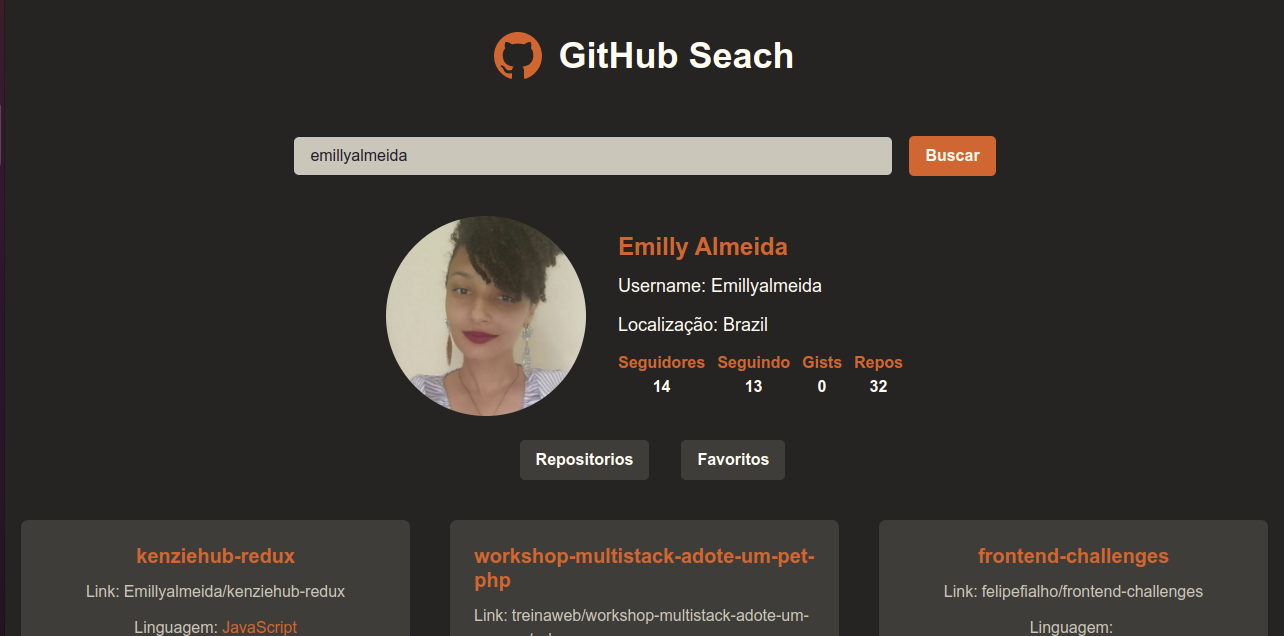 GitHub Seach
emillyalmeida
Buscar
Emilly Almeida
Username: Emillyalmeida
Localização: Brazil
Seguidores Seguindo Gists Repos
14 13 0 32
Repositorios Favoritos
kenziehub-redux
Link: Emillyalmeida/kenziehub-redux
Linguagem: JavaScript
workshop-multistack-adote-um-pet-
php
Link: treinaweb/workshop-multistack-adote-um-
frontend-challenges
Link: felipefialho/frontend-challenges
Linguagem: